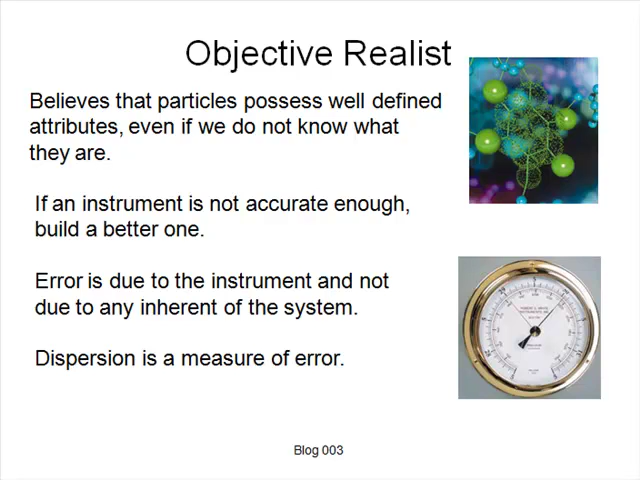 Objective Realist
Believes that particles possess well defined
attributes, even if we do not know what
they are.
If an instrument is not accurate enough,
build a better one.
Error is due to the instrument and not
due to any inherent of the system.
Dispersion is a measure of error.
Blog 003